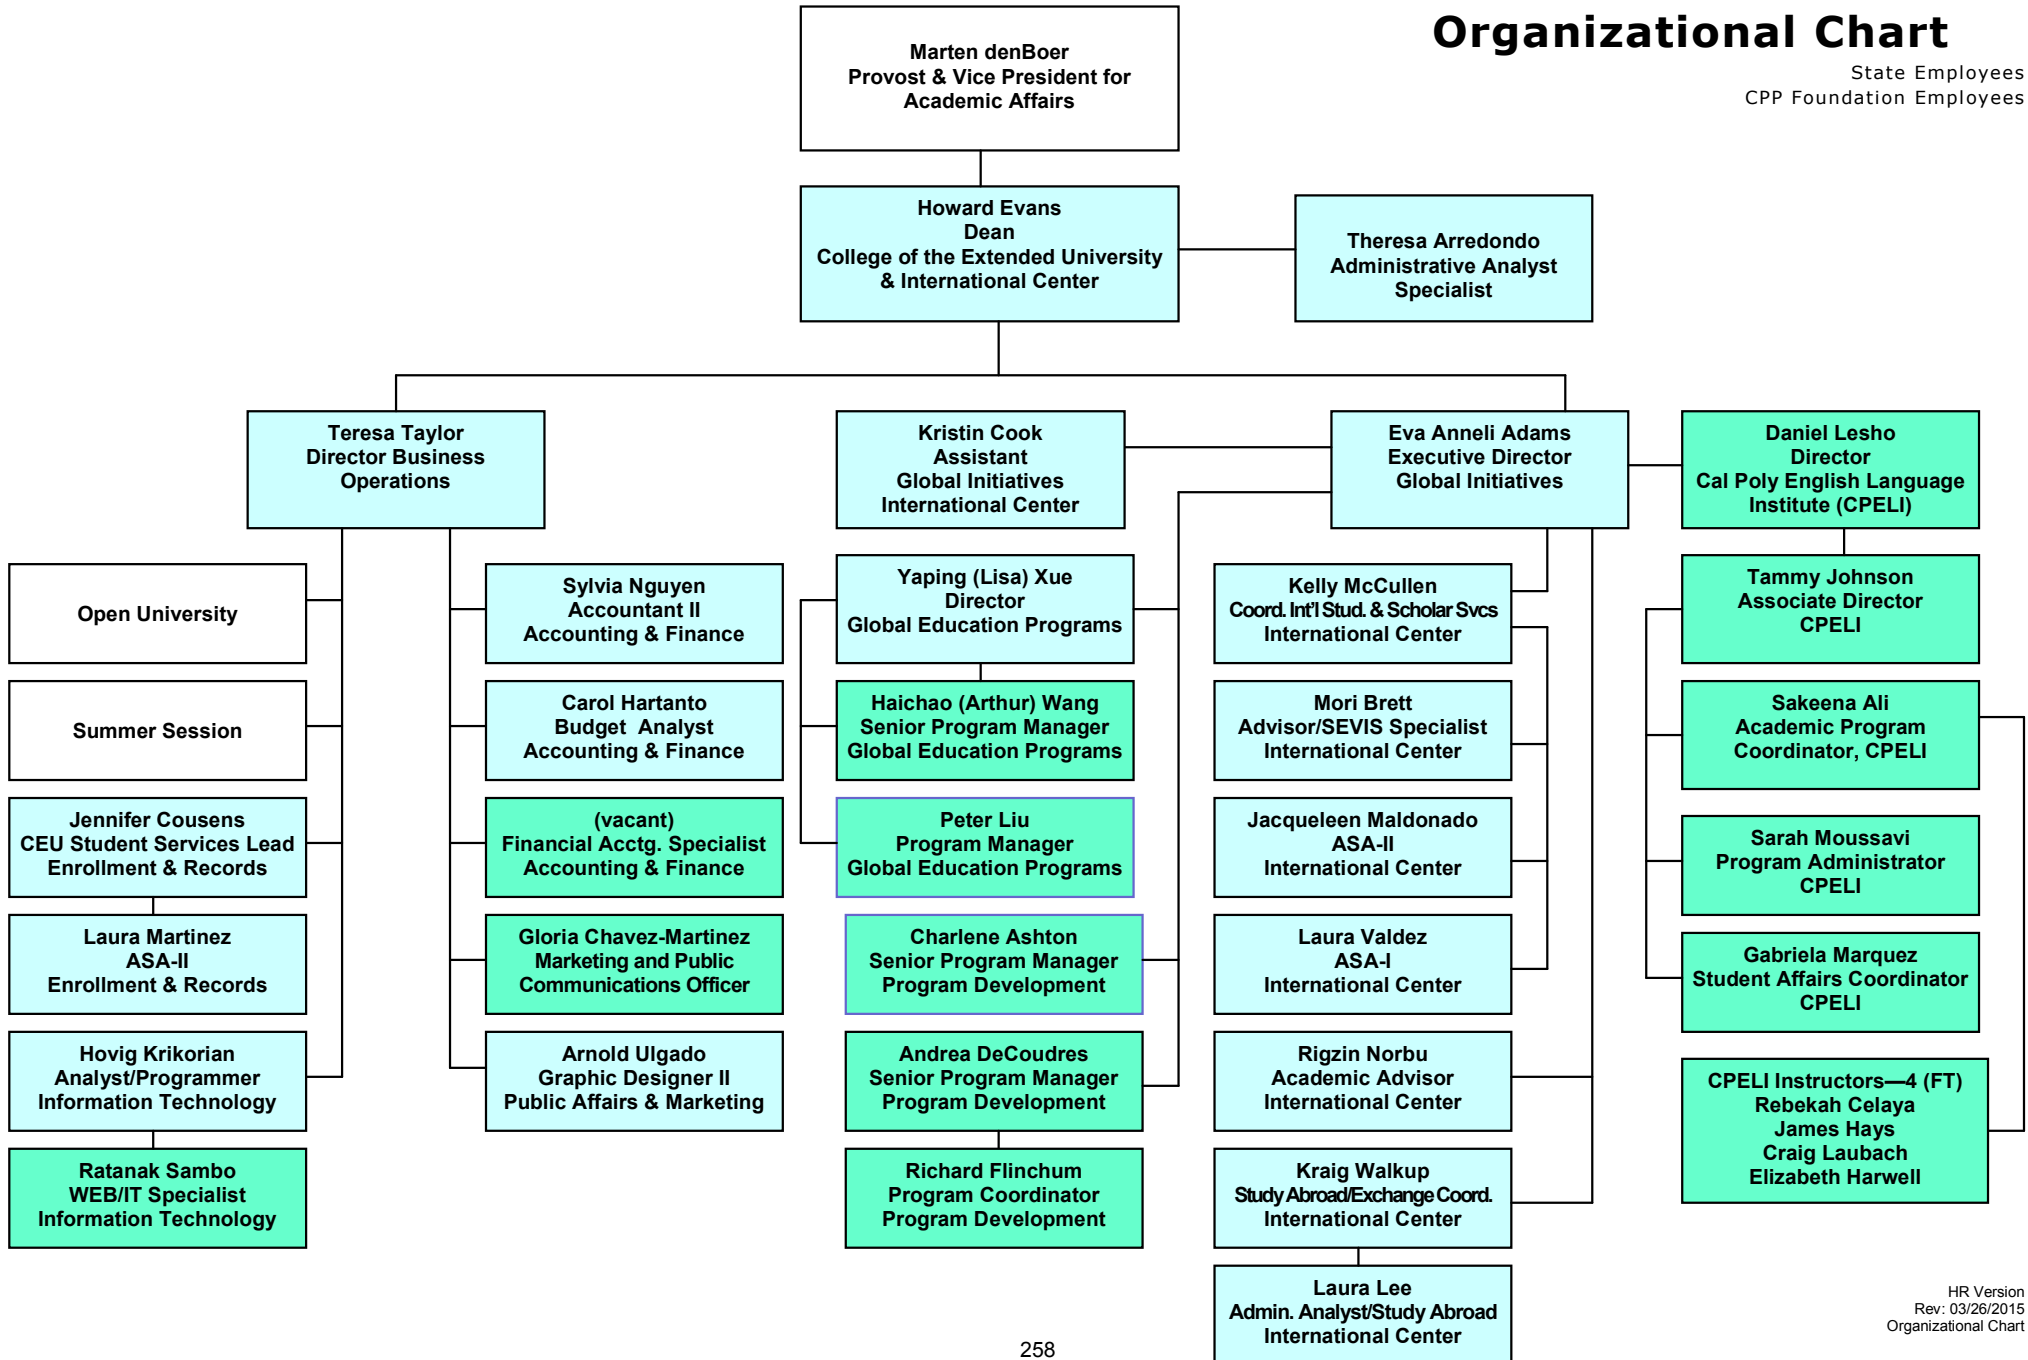 Organizational Chart
State Employees
CPP Foundation Employees
Marten denBoer
Provost & Vice President for
Academic Affairs
Howard Evans
Dean
College of the Extended University
& International Center
Theresa Arredondo
Administrative Analyst
Specialist
Teresa Taylor
Director Business
Operations
Kristin Cook
Assistant
Global Initiatives
International Center
Eva Anneli Adams
Executive Director
Global Initiatives
Daniel Lesho
Director
Cal Poly English Language
Institute (CPELI)
Open University
Summer Session
Jennifer Cousens
CEU Student Services Lead
Enrollment & Records
Laura Martinez
ASA-II
Enrollment & Records
Hovig Krikorian
Analyst/Programmer
Information Technology
Ratanak Sambo
WEB/IT Specialist
Information Technology
Sylvia Nguyen
Accountant II
Accounting & Finance
Carol Hartanto
Budget Analyst
Accounting & Finance
(vacant)
Financial Acctg. Specialist
Accounting & Finance
Gloria Chavez-Martinez
Marketing and Public
Communications Officer
Arnold Ulgado
Graphic Designer II
Public Affairs & Marketing
Yaping (Lisa) Xue
Director
Global Education Programs
Haichao (Arthur) Wang
Senior Program Manager
Global Education Programs
Peter Liu
Program Manager
Global Education Programs
Charlene Ashton
Senior Program Manager
Program Development
Andrea DeCoudres
Senior Program Manager
Program Development
Richard Flinchum
Program Coordinator
Program Development
Kelly McCullen
Coord. Int'l Stud. & Scholar Svcs
International Center
Mori Brett
Advisor/SEVIS Specialist
International Center
Jacqueleen Maldonado
ASA-II
International Center
Laura Valdez
ASA-I
International Center
Rigzin Norbu
Academic Advisor
International Center
Kraig Walkup
Study Abroad/Exchange Coord.
International Center
Laura Lee
Admin. Analyst/Study Abroad
International Center
Tammy Johnson
Associate Director
CPELI
Sakeena Ali
Academic Program
Coordinator, CPELI
Sarah Moussavi
Program Administrator
CPELI
Gabriela Marquez
Student Affairs Coordinator
CPELI
CPELI Instructors—4 (FT)
Rebekah Celaya
James Hays
Craig Laubach
Elizabeth Harwell
HR Version
Rev: 03/26/2015
Organizational Chart
258